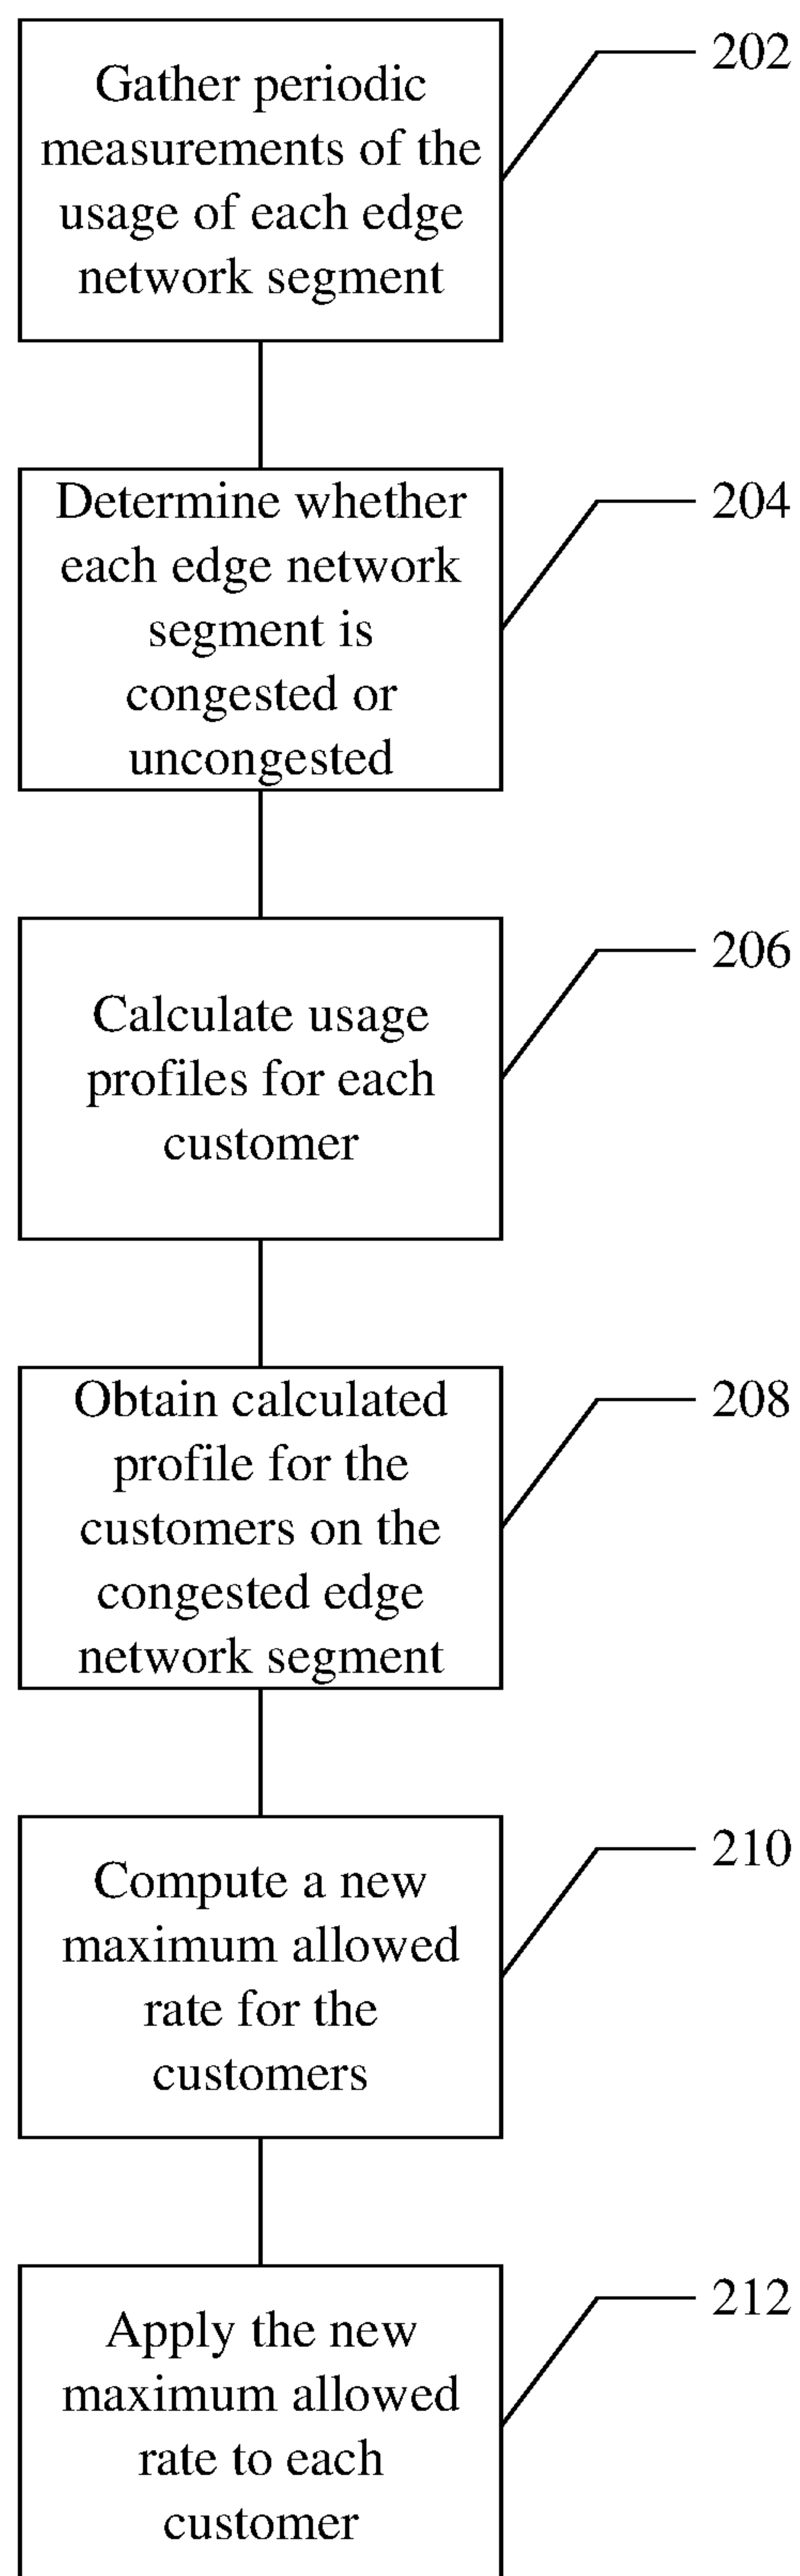 Gather periodic
measurements of the
usage of each edge
network segment
202
Determine whether
each edge network
segment is
congested or
uncongested
204
Calculate usage
profiles for each
customer
206
Obtain calculated
profile for the
customers on the
congested edge
network segment
208
Compute a new
maximum allowed
rate for the
customers
210
Apply the new
maximum allowed
rate to each
customer
212